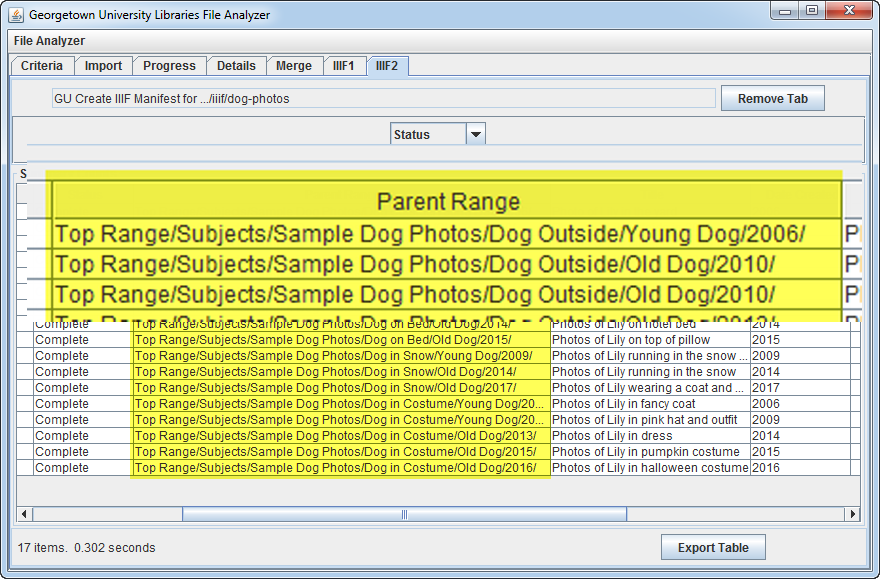 Georgetown University Libraries File Analyzer
File Analyzer
Criteria Import Progress Details Merge IIIF1 IIIF2
GU Create IIIF Manifest for .../iiif/dog-photos Remove Tab
Status
S
Parent Range
Top Range/Subjects/Sample Dog Photos/Dog Outside/Young Dog/2006/ P
Top Range/Subjects/Sample Dog Photos/Dog Outside/Old Dog/2010/ P
Top Range/Subjects/Sample Dog Photos/Dog Outside/Old Dog/2010/ P
Complete Top Range/Subjects/Sample Dog Photos/Dog on Bed/Old Dog/2014/ Photos of Lily on hotel bed 2014
Complete Top Range/Subjects/Sample Dog Photos/Dog on Bed/Old Dog/2015/ Photos of Lily on top of pillow 2015
Complete Top Range/Subjects/Sample Dog Photos/Dog in Snow/Young Dog/2009/ Photos of Lily running in the snow ... 2009
Complete Top Range/Subjects/Sample Dog Photos/Dog in Snow/Old Dog/2014/ Photos of Lily running in the snow 2014
Complete Top Range/Subjects/Sample Dog Photos/Dog in Snow/Old Dog/2017/ Photos of Lily wearing a coat and ... 2017
Complete Top Range/Subjects/Sample Dog Photos/Dog in Costume/Young Dog/20... Photos of Lily in fancy coat 2006
Complete Top Range/Subjects/Sample Dog Photos/Dog in Costume/Young Dog/20... Photos of Lily in pink hat and outfit 2009
Complete Top Range/Subjects/Sample Dog Photos/Dog in Costume/Old Dog/2013/ Photos of Lily in dress 2014
Complete Top Range/Subjects/Sample Dog Photos/Dog in Costume/Old Dog/2015/ Photos of Lily in pumpkin costume 2015
Complete Top Range/Subjects/Sample Dog Photos/Dog in Costume/Old Dog/2016/ Photos of Lily in halloween costume 2016
17 items. 0.302 seconds Export Table